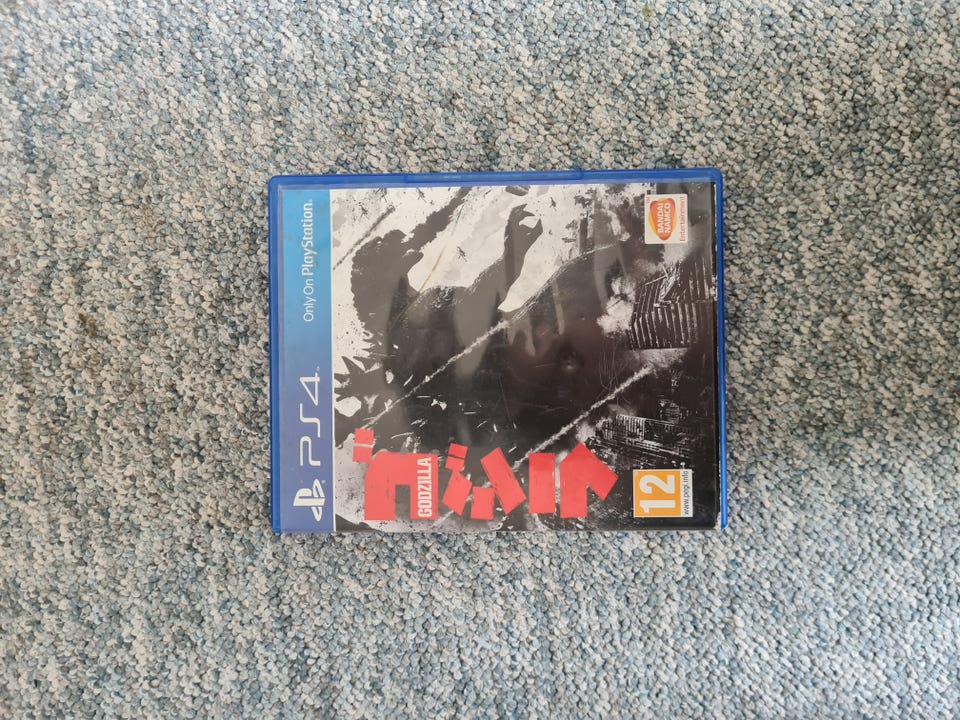 PS4
Only On PlayStation
ゴジラ
GODZILLA
12
www.pegi.info
BANDAI
NAMCO
Entertainment